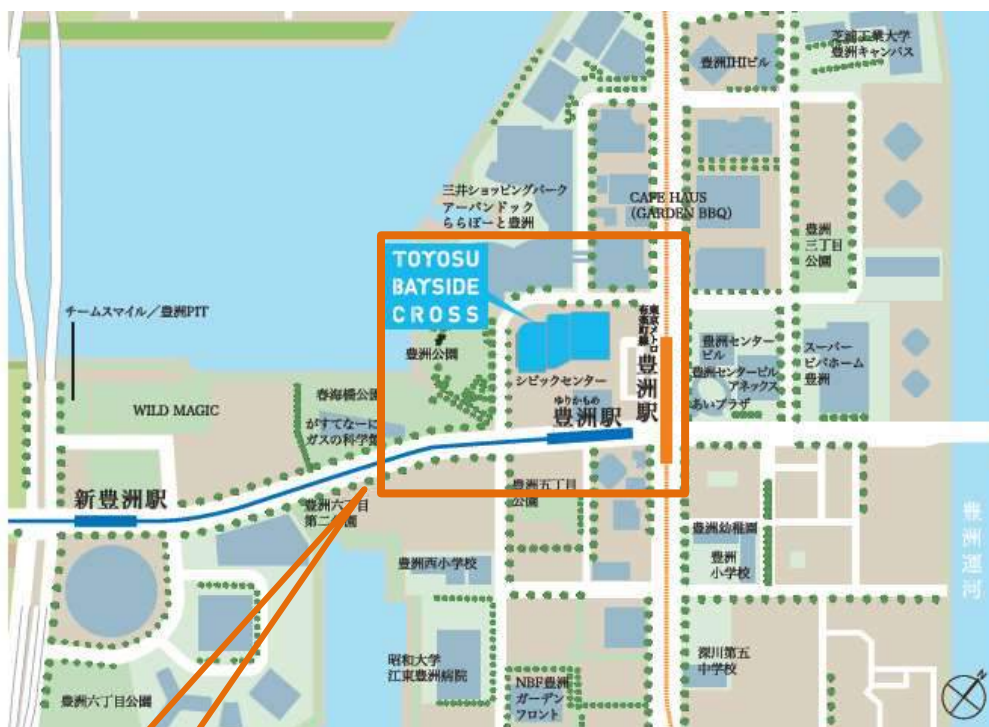 芝浦工業大学
豊洲キャンパス
豊洲IHIビル
三井ショッピングパーク
アーバンドック
ららぽーと豊洲
CAFE HAUS
(GARDEN BBQ)
豊洲
三丁目
公園
TOYOSU
BAYSIDE
CROSS
チームスマイル／豊洲PIT
東京メトロ
有楽町線
豊洲駅
豊洲公園
シビックセンター
豊洲センター
ビル
豊洲センタービル
アネックス
あいプラザ
スーパー
ビバホーム
豊洲
WILD MAGIC
春海橋公園
がすてなーに
ガスの科学館
ゆりかもめ
豊洲駅
新豊洲駅
豊洲六丁目
第二公園
豊洲五丁目
公園
豊洲幼稚園
豊洲
小学校
豊洲運河
豊洲西小学校
昭和大学
江東豊洲病院
深川第五
中学校
NBF豊洲
ガーデン
フロント
豊洲六丁目公園
N